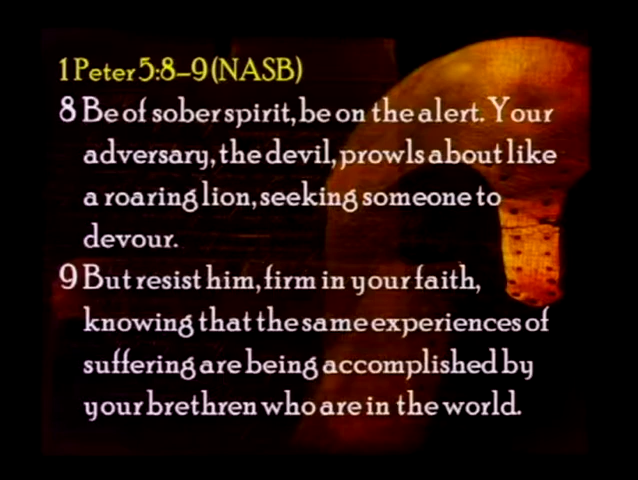 1 Peter 5:8–9 (NASB)
8 Be of sober spirit, be on the alert. Your
adversary, the devil, prowls about like
a roaring lion, seeking someone to
devour.
9 But resist him, firm in your faith,
knowing that the same experiences of
suffering are being accomplished by
your brethren who are in the world.